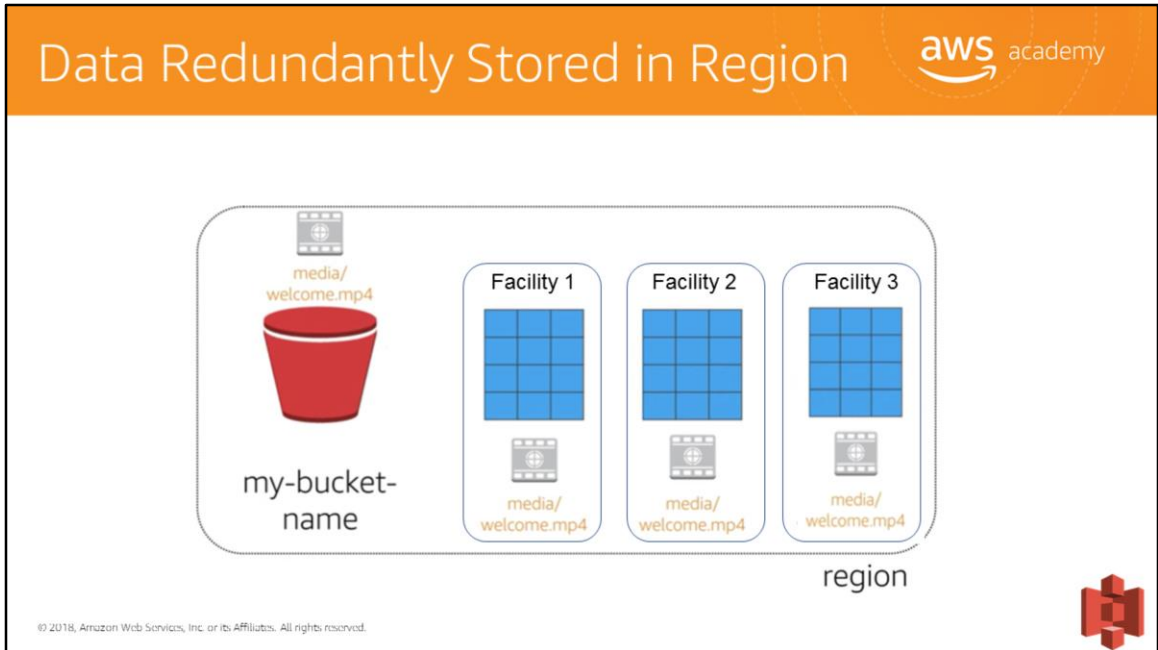 Data Redundantly Stored in Region
aws academy
media/
welcome.mp4
my-bucket-
name
Facility 1
media/
welcome.mp4
Facility 2
media/
welcome.mp4
Facility 3
media/
welcome.mp4
region
© 2018, Amazon Web Services, Inc. or its Affiliates. All rights reserved.